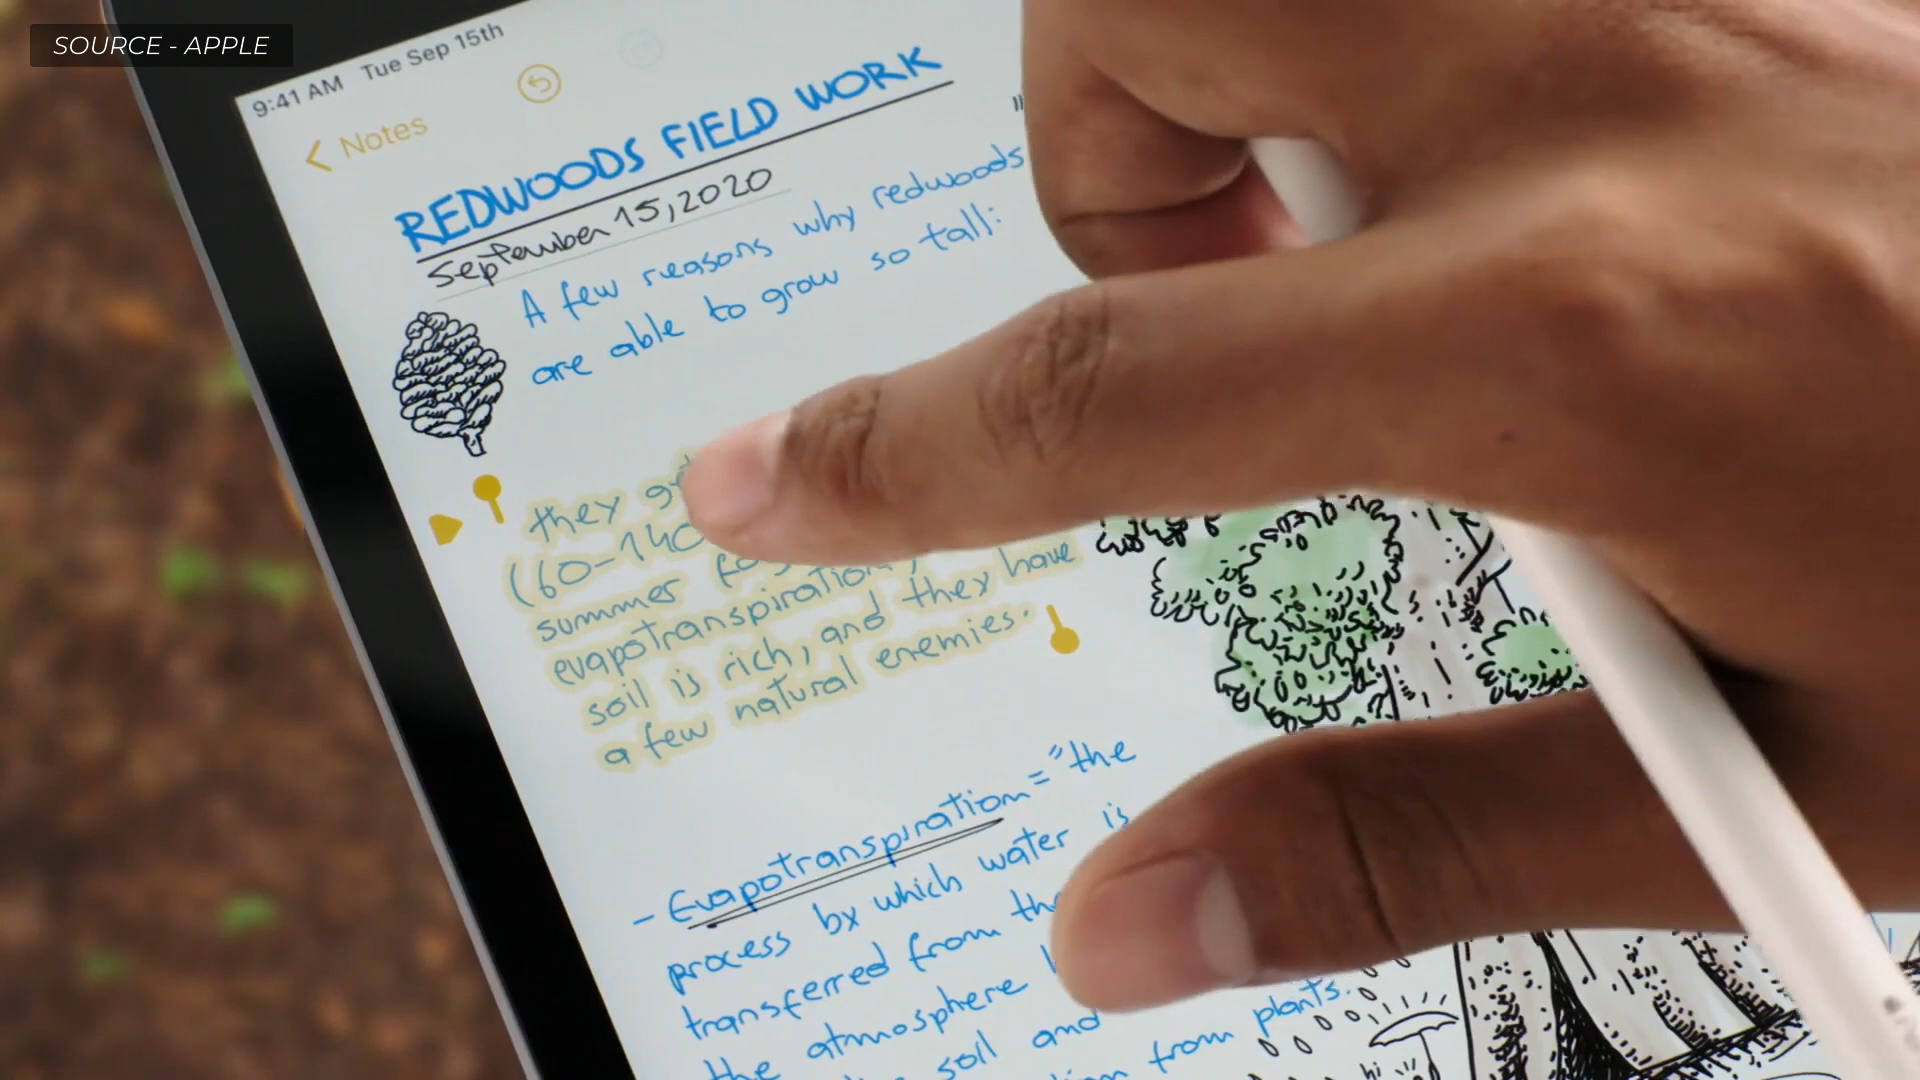 SOURCE - APPLE
9:41 AM Tue Sep 15th
Notes
REDWOODS FIELD WORK
September 15, 2020
A few reasons why redwoods
are able to grow so tall:
they
(60-140
summer
evapotranspiration,
soil is rich, and they have
a few natural enemies.
- Evapotranspiration = "the
process by which water is
transferred from the
the atmosphere
soil and
from plants.
hi